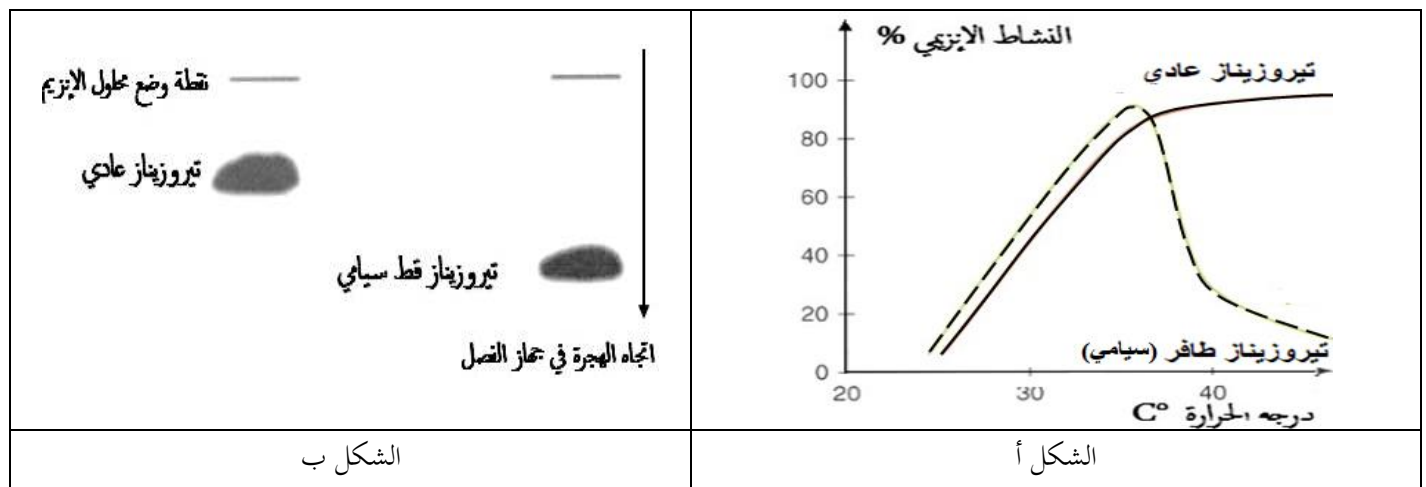 النشاط الإنزيمي %
تيروزيناز عادي
100
80
60
40
20
0
تيروزيناز طافر (سيامي)
20
30
40
درجه الحرارة C°
الشكل أ
نقطة وضع محلول الإنزيم
تيروزيناز عادي
تيروزيناز قط سيامي
اتجاه الهجرة في جهاز الفصل
الشكل ب